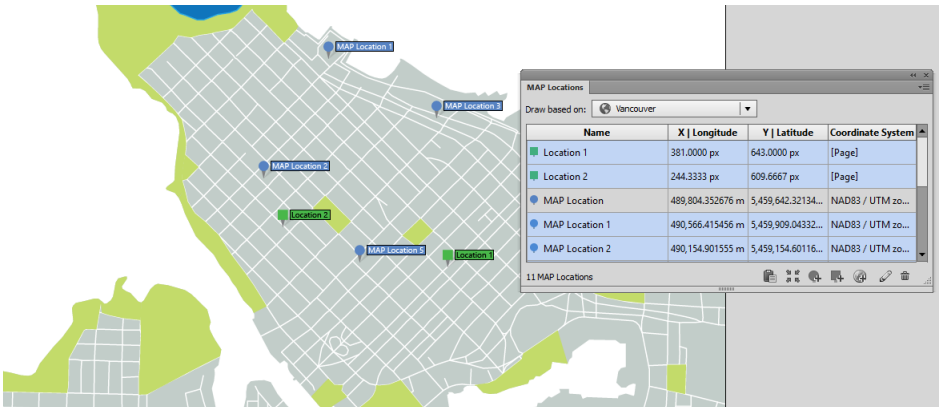 MAP Location 1
MAP Location 3
MAP Location 2
Location 2
MAP Location 5
Location 1
MAP Locations
Draw based on: Vancouver
Name X | Longitude Y | Latitude Coordinate System
Location 1 381.0000 px 643.0000 px [Page]
Location 2 244.3333 px 609.6667 px [Page]
MAP Location 489,804.352676 m 5,459,642.32134... NAD83 / UTM zo...
MAP Location 1 490,566.415456 m 5,459,909.04332... NAD83 / UTM zo...
MAP Location 2 490,154.901555 m 5,459,154.60116... NAD83 / UTM zo...
11 MAP Locations